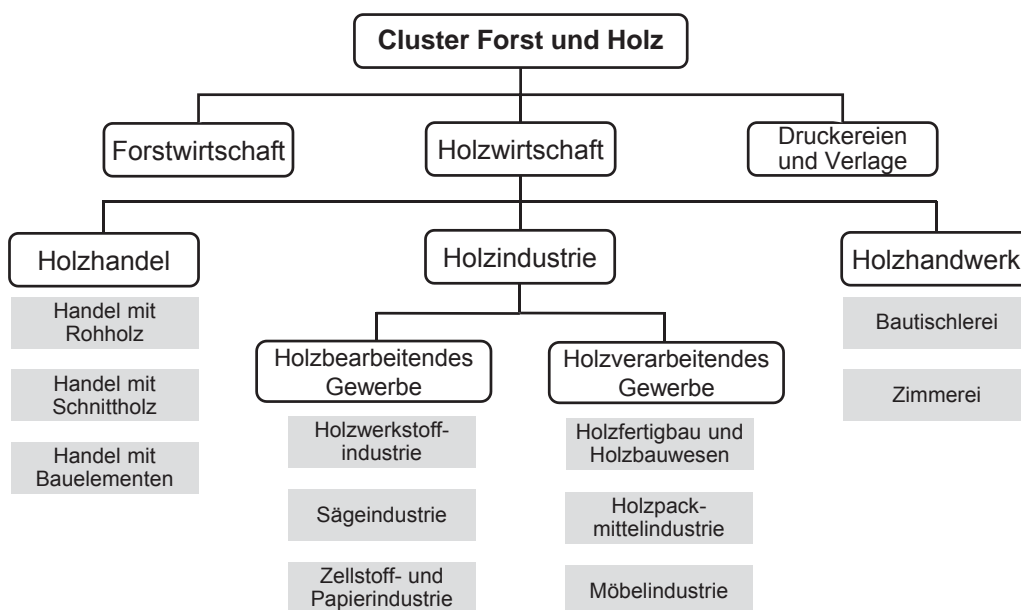 Cluster Forst und Holz
Forstwirtschaft
Holzwirtschaft
Druckereien
und Verlage
Holzhandel
Holzindustrie
Holzhandwerk
Handel mit
Rohholz
Handel mit
Schnittholz
Handel mit
Bauelementen
Holzbearbeitendes
Gewerbe
Holzverarbeitendes
Gewerbe
Bautischlerei
Zimmerei
Holzwerkstoff-
industrie
Sägeindustrie
Zellstoff- und
Papierindustrie
Holzfertigbau und
Holzbauwesen
Holzpack-
mittelindustrie
Möbelindustrie